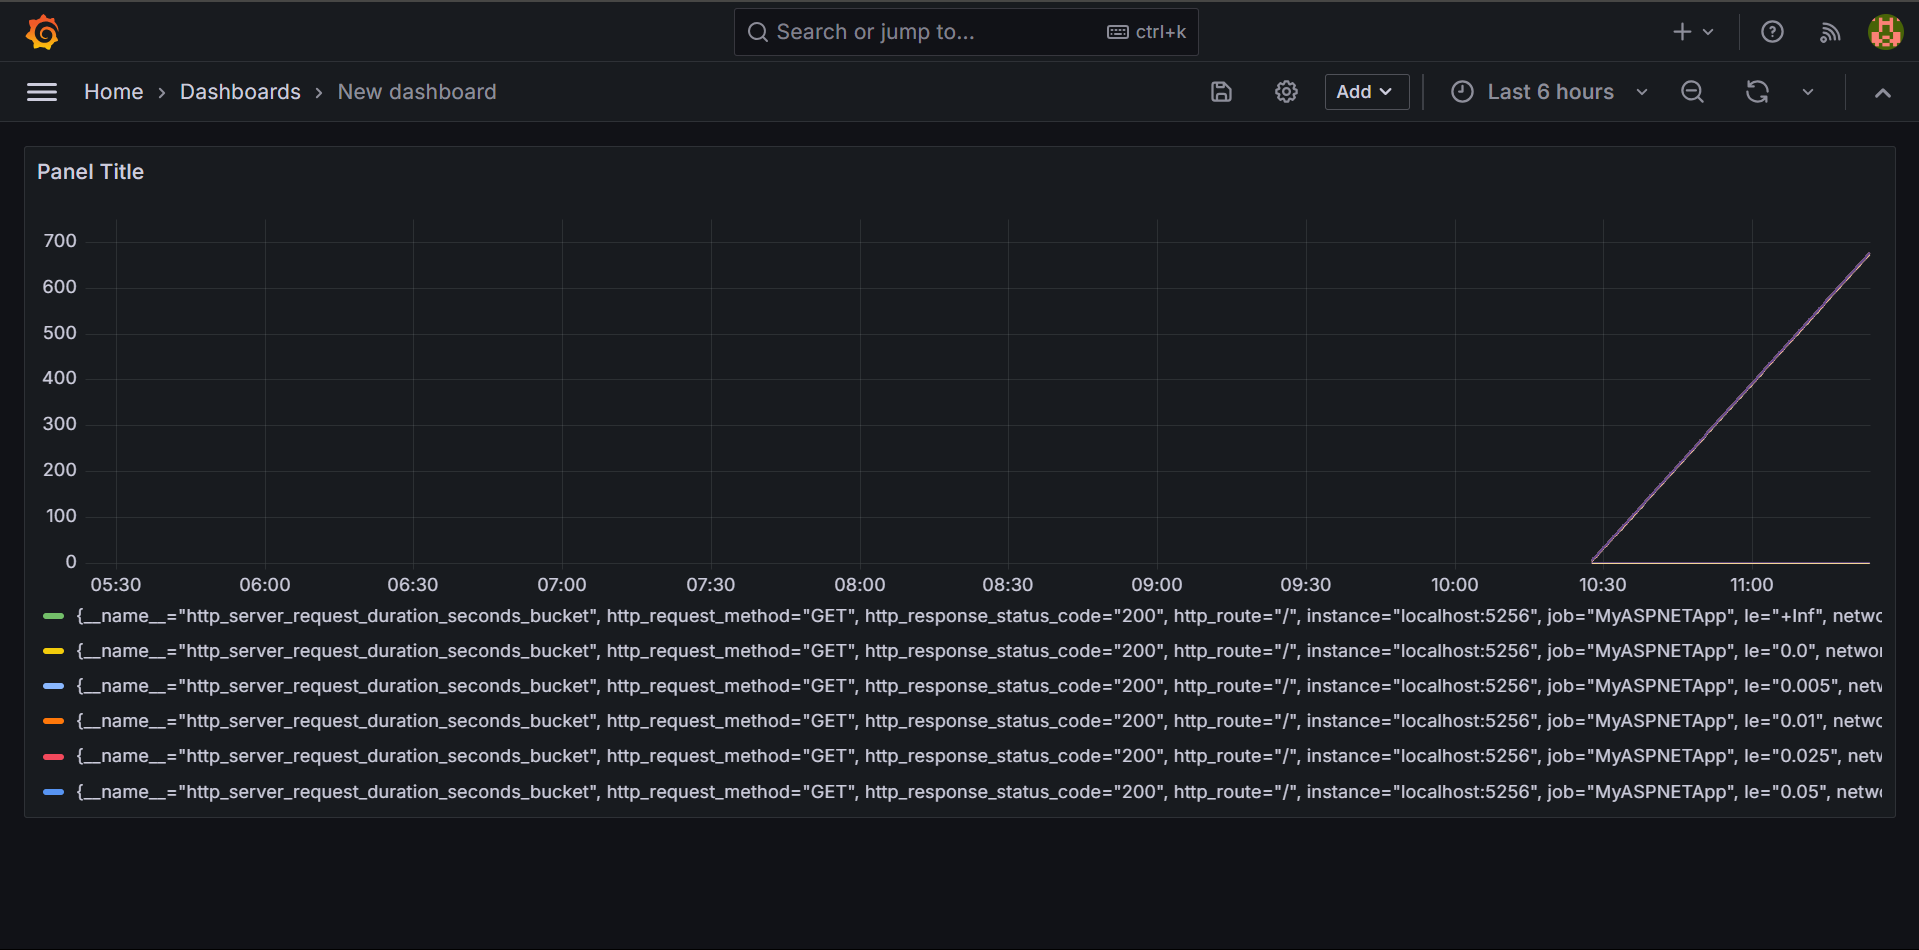 Search or jump to... ctrl+k
Home › Dashboards › New dashboard Add Last 6 hours
Panel Title
700
600
500
400
300
200
100
0
05:30 06:00 06:30 07:00 07:30 08:00 08:30 09:00 09:30 10:00 10:30 11:00
{__name__="http_server_request_duration_seconds_bucket", http_request_method="GET", http_response_status_code="200", http_route="/", instance="localhost:5256", job="MyASPNETApp", le="+Inf", netwo
{__name__="http_server_request_duration_seconds_bucket", http_request_method="GET", http_response_status_code="200", http_route="/", instance="localhost:5256", job="MyASPNETApp", le="0.0", networ
{__name__="http_server_request_duration_seconds_bucket", http_request_method="GET", http_response_status_code="200", http_route="/", instance="localhost:5256", job="MyASPNETApp", le="0.005", netw
{__name__="http_server_request_duration_seconds_bucket", http_request_method="GET", http_response_status_code="200", http_route="/", instance="localhost:5256", job="MyASPNETApp", le="0.01", netwo
{__name__="http_server_request_duration_seconds_bucket", http_request_method="GET", http_response_status_code="200", http_route="/", instance="localhost:5256", job="MyASPNETApp", le="0.025", netw
{__name__="http_server_request_duration_seconds_bucket", http_request_method="GET", http_response_status_code="200", http_route="/", instance="localhost:5256", job="MyASPNETApp", le="0.05", netwo